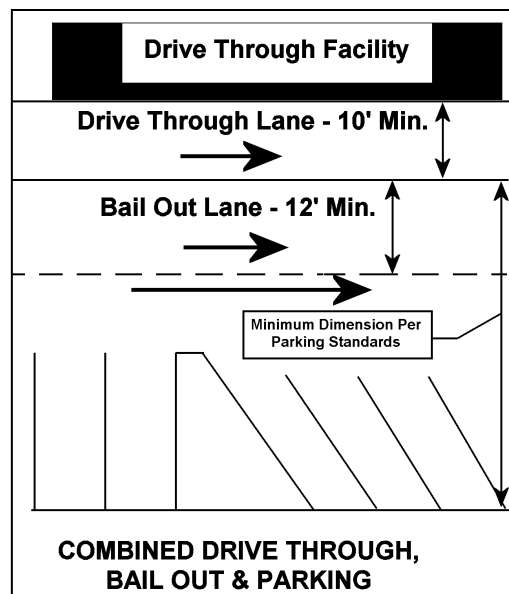 Drive Through Facility
Drive Through Lane - 10' Min.
Bail Out Lane - 12' Min.
Minimum Dimension Per
Parking Standards
COMBINED DRIVE THROUGH,
BAIL OUT & PARKING